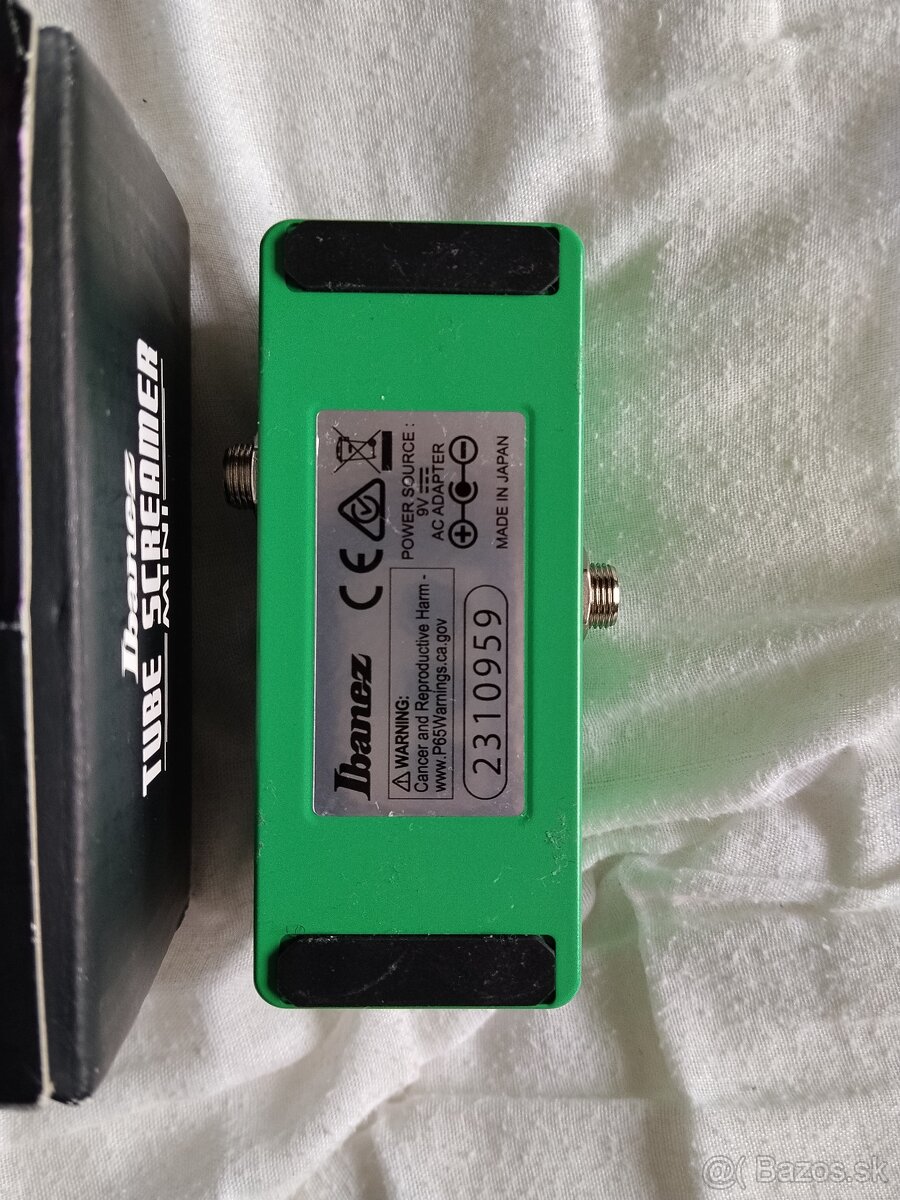 Ibanez
TUBE SCREAMER
MINI
Ibanez
⚠WARNING:
Cancer and Reproductive Harm -
www.P65Warnings.ca.gov
2310959
CE
POWER SOURCE :
9V
AC ADAPTER
MADE IN JAPAN
@( Bazos.sk